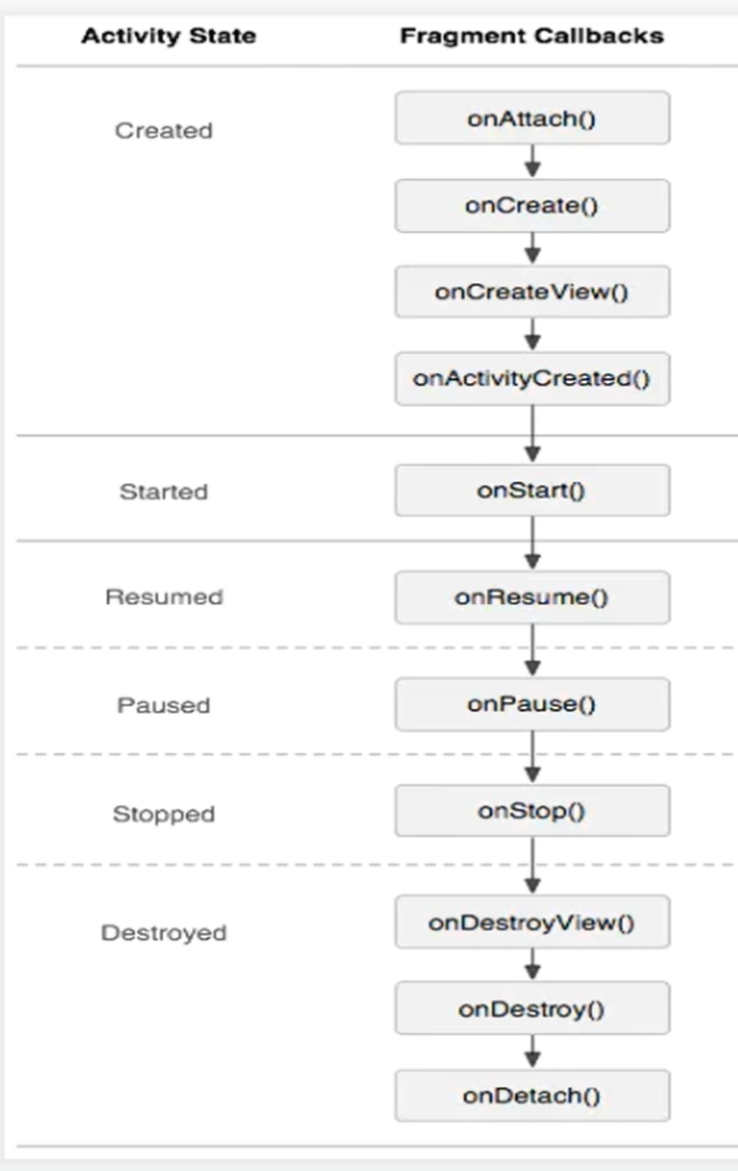 Activity State Fragment Callbacks
Created onAttach()
onCreate()
onCreateView()
onActivityCreated()
Started onStart()
Resumed onResume()
Paused onPause()
Stopped onStop()
Destroyed onDestroyView()
onDestroy()
onDetach()